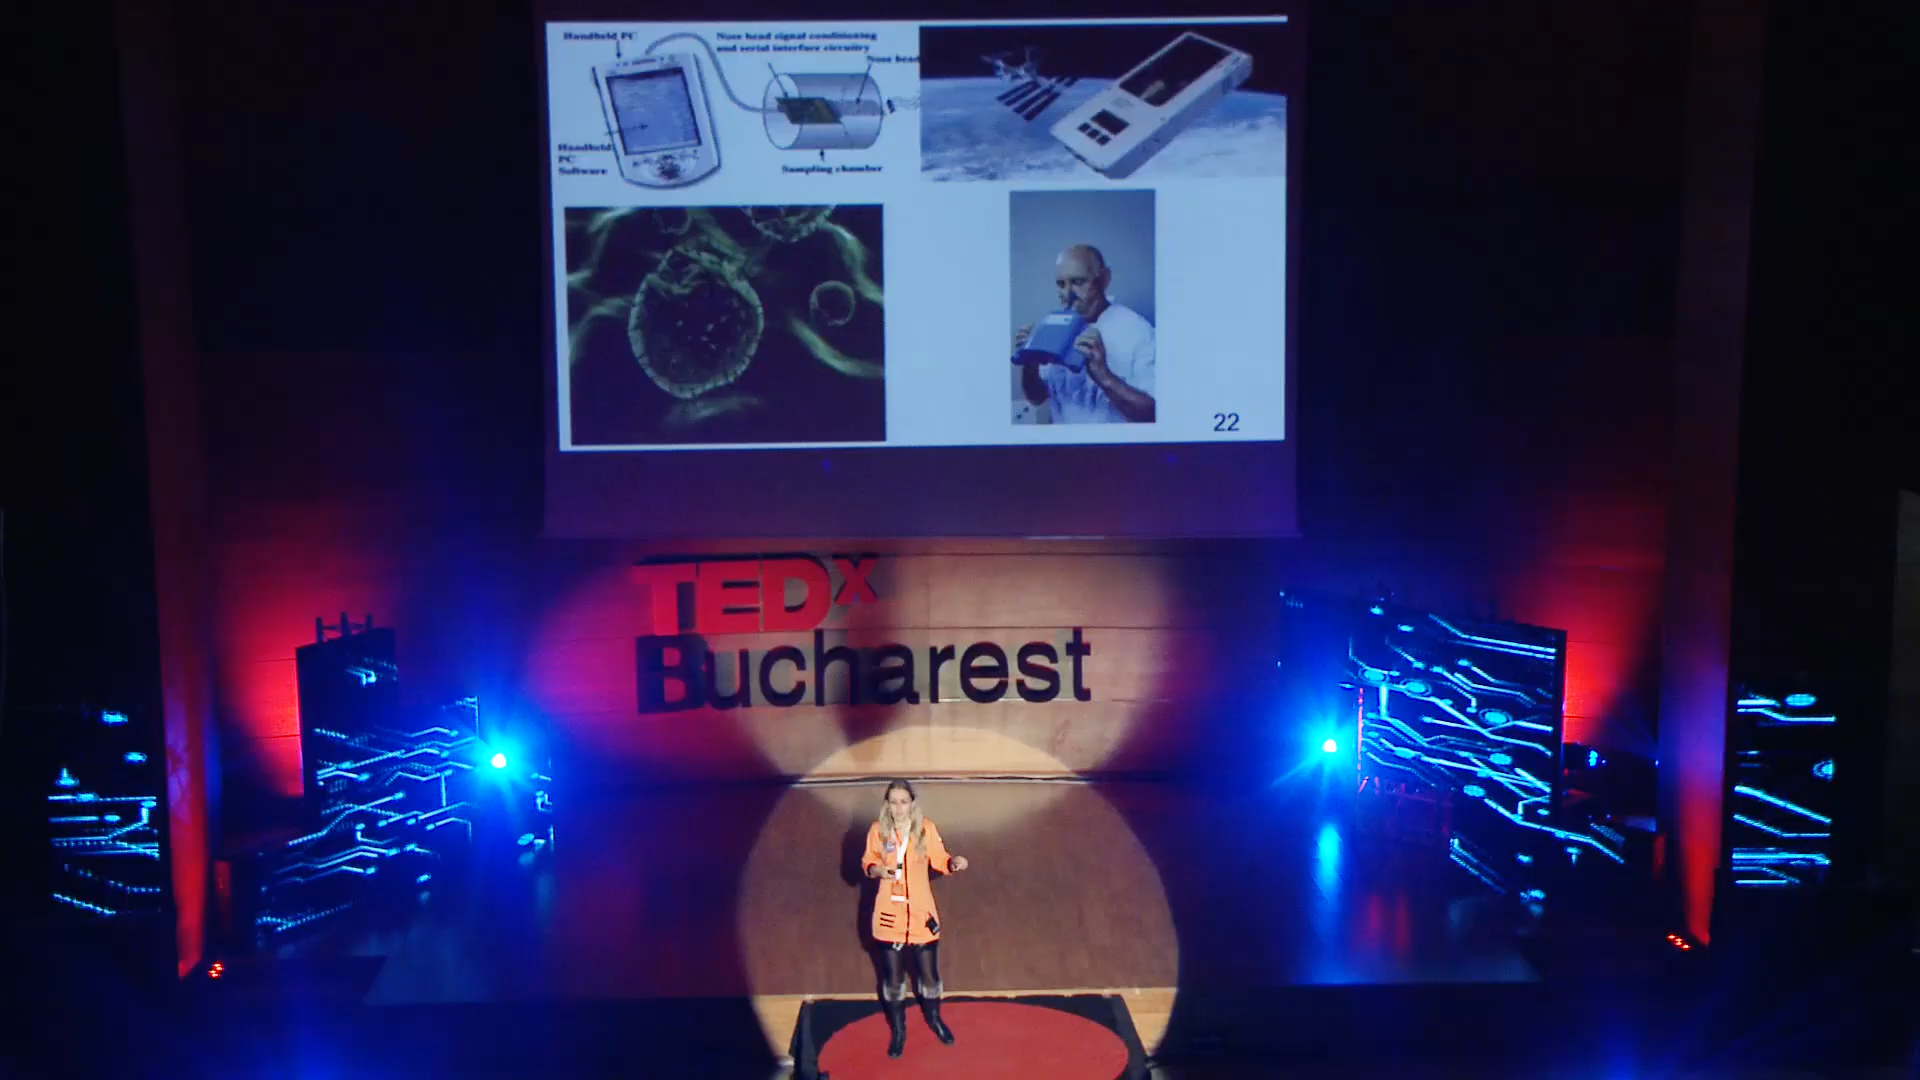 Handheld PC
Nose head signal conditioning
and serial interface circuitry
Nose head
Handheld
PC
Software
Sampling chamber
22
TEDx
Bucharest